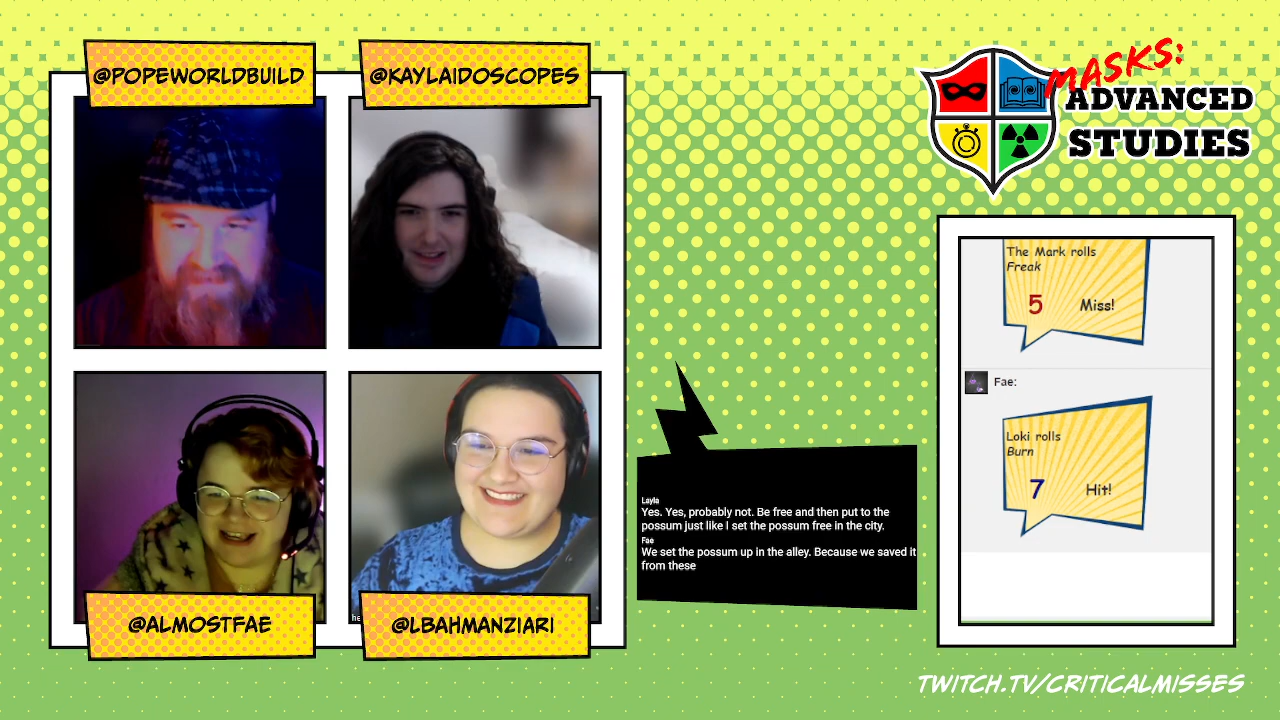 @POPEWORLDBUILD
@KAYLAIDOSCOPES
MASKS:
ADVANCED
STUDIES
The Mark rolls
Freak
5 Miss!
Fae:
Loki rolls
Burn
7 Hit!
Layla
Yes. Yes, probably not. Be free and then put to the
possum just like I set the possum free in the city.
Fae
We set the possum up in the alley. Because we saved it
from these
@ALMOSTFAE
@LBAHMANZIARI
TWITCH.TV/CRITICALMISSES